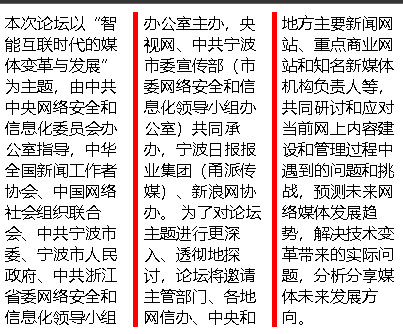 本次论坛以“智
能互联时代的媒
体变革与发展”
为主题，由中共
中央网络安全和
信息化委员会办
公室指导，中华
全国新闻工作者
协会、中国网络
社会组织联合
会、中共宁波市
委、宁波市人民
政府、中共浙江
省委网络安全和
信息化领导小组
办公室主办，央
视网、中共宁波
市委宣传部（市
委网络安全和信
息化领导小组办
公室）共同承
办，宁波日报报
业集团（甬派传
媒）、新浪网协
办。 为了对论坛
主题进行更深
入、透彻地探
讨，论坛将邀请
主管部门、各地
网信办、中央和
地方主要新闻网
站、重点商业网
站和知名新媒体
机构负责人等，
共同研讨和应对
当前网上内容建
设和管理过程中
遇到的问题和挑
战，预测未来网
络媒体发展趋
势，解决技术变
革带来的实际问
题，分析分享媒
体未来发展方
向。